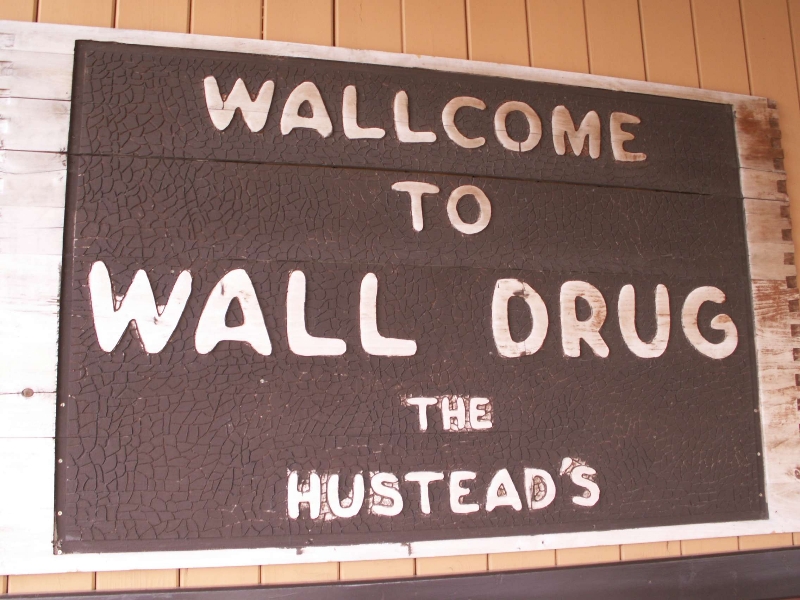 WALLCOME
TO
WALL DRUG
THE
HUSTEAD'S